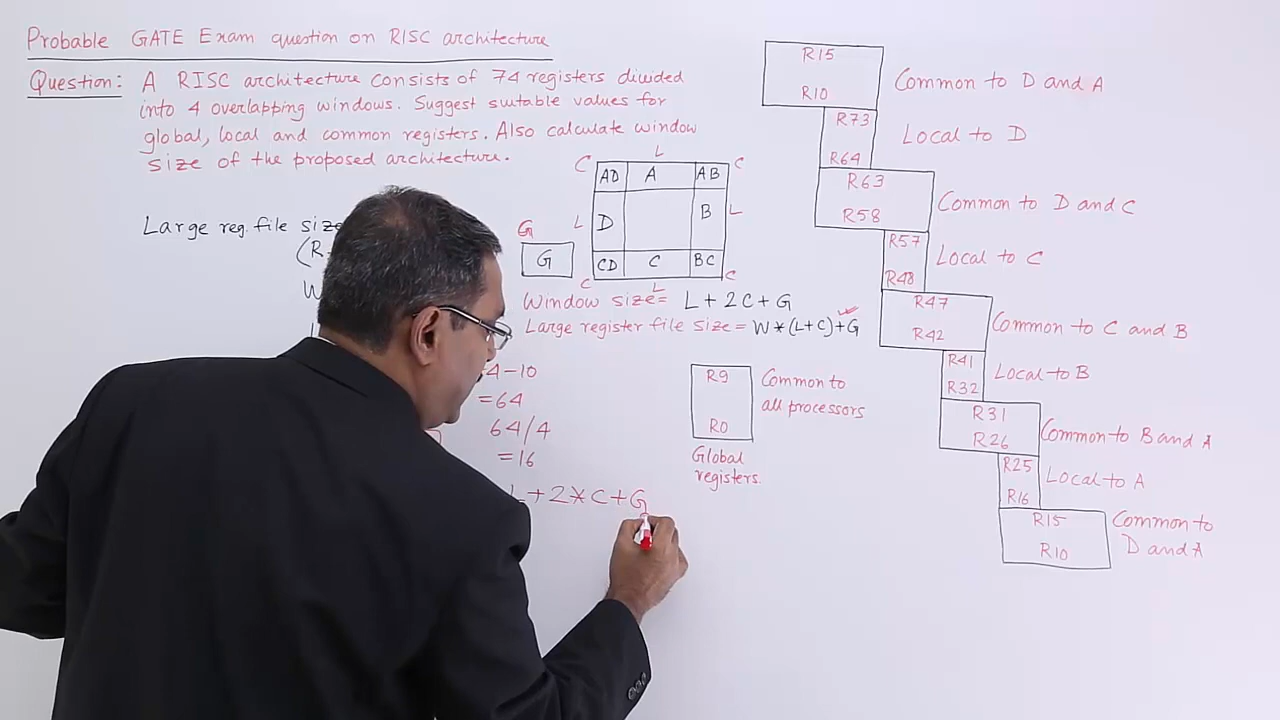 Probable GATE Exam question on RISC architecture
Question: A RISC architecture consists of 74 registers divided
into 4 overlapping windows. Suggest suitable values for
global, local and common registers. Also calculate window
size of the proposed architecture.
Large reg. file size
(R
W
C L C
AD A AB
L D B L
G
G
CD C BC
C L C
Window size= L+2C+G
Large register file size = W*(L+C)+G
4-10
=64
64/4
=16
L+2*C+G
R9
R0
Common to
all processors
Global
registers.
R15
R10
Common to D and A
R73
R64
Local to D
R63
R58
Common to D and C
R57
R48
Local to C
R47
R42
Common to C and B
R41
R32
Local to B
R31
R26
Common to B and A
R25
R16
Local to A
R15
R10
Common to
D and A